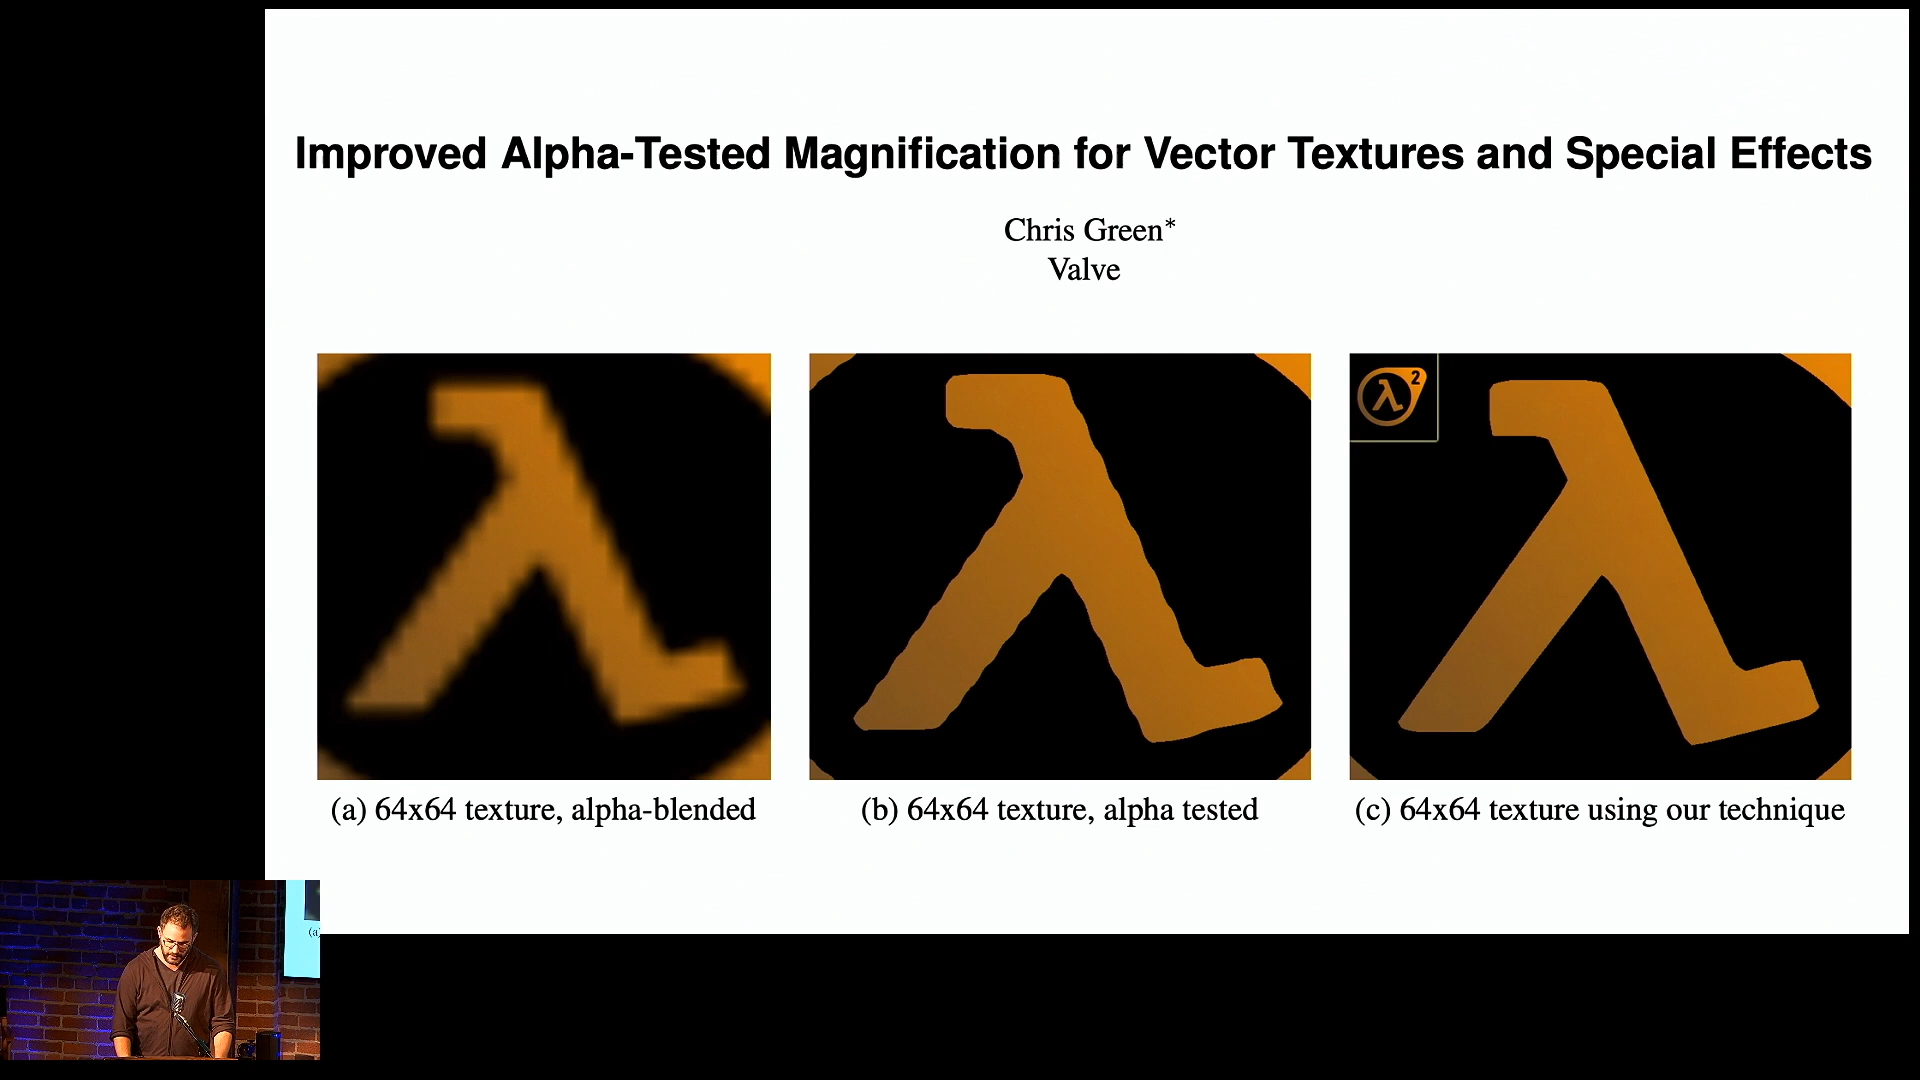 Improved Alpha-Tested Magnification for Vector Textures and Special Effects
Chris Green*
Valve
2
λ
(a) 64x64 texture, alpha-blended
(b) 64x64 texture, alpha tested
(c) 64x64 texture using our technique
(a)